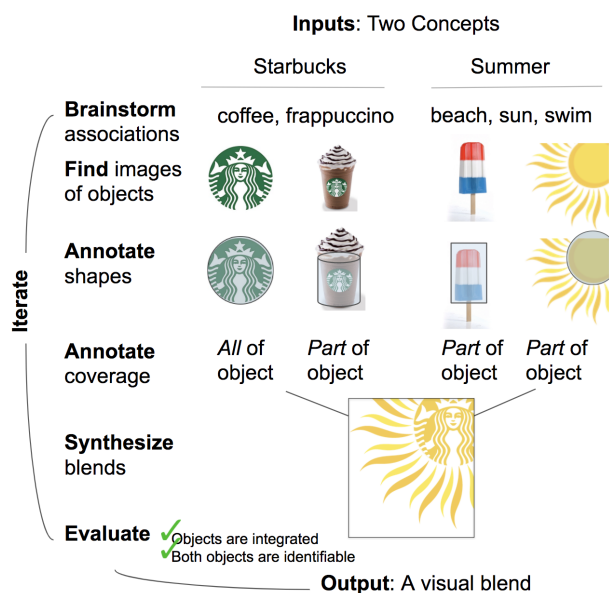 Inputs: Two Concepts
Starbucks
Summer
Brainstorm
associations
coffee, frappuccino
beach, sun, swim
Find images
of objects
Annotate
shapes
Iterate
Annotate
coverage
All of
object
Part of
object
Part of
object
Part of
object
Synthesize
blends
Evaluate
Objects are integrated
Both objects are identifiable
Output: A visual blend